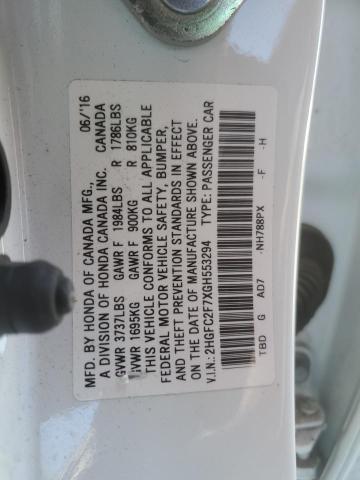 MFD. BY HONDA OF CANADA MFG., 06/'16
A DIVISION OF HONDA CANADA INC. CANADA
GVWR 3737LBS GAWR F 1984LBS R 1786LBS
GVWR 1695KG GAWR F 900KG R 810KG
THIS VEHICLE CONFORMS TO ALL APPLICABLE
FEDERAL MOTOR VEHICLE SAFETY, BUMPER,
AND THEFT PREVENTION STANDARDS IN EFFECT
ON THE DATE OF MANUFACTURE SHOWN ABOVE.
V.I.N.: 2HGFC2F7XGH553294 TYPE: PASSENGER CAR
TBD G AD7 -NH788PX -F -H